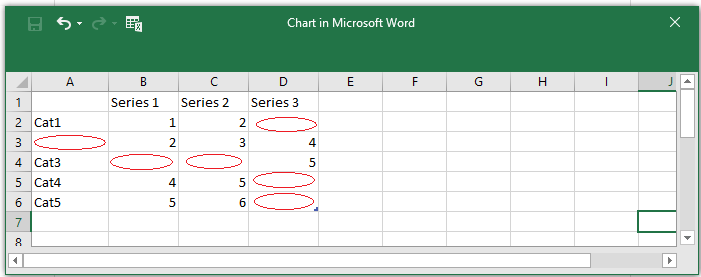 Chart in Microsoft Word
A B C D E F G H I J
1 Series 1 Series 2 Series 3
2 Cat1 1 2
3 2 3 4
4 Cat3 5
5 Cat4 4 5
6 Cat5 5 6
7
8